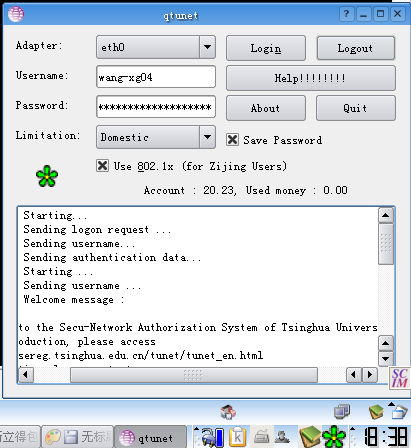 qtunet
Adapter: eth0 Login Logout
Username: wang-xg04 Help!!!!!!!!
Password: ******************* About Quit
Limitation: Domestic Save Password
Use 802.1x (for Zijing Users)
Account : 20.23, Used money : 0.00
Starting...
Sending logon request ...
Sending username...
Sending authentication data...
Starting ...
Sending username ...
Welcome message :
to the Secu-Network Authorization System of Tsinghua Univers
oduction, please access
sereg.tsinghua.edu.cn/tunet/tunet_en.html
SC
IM
新立得包 无标题 qtunet 18:38